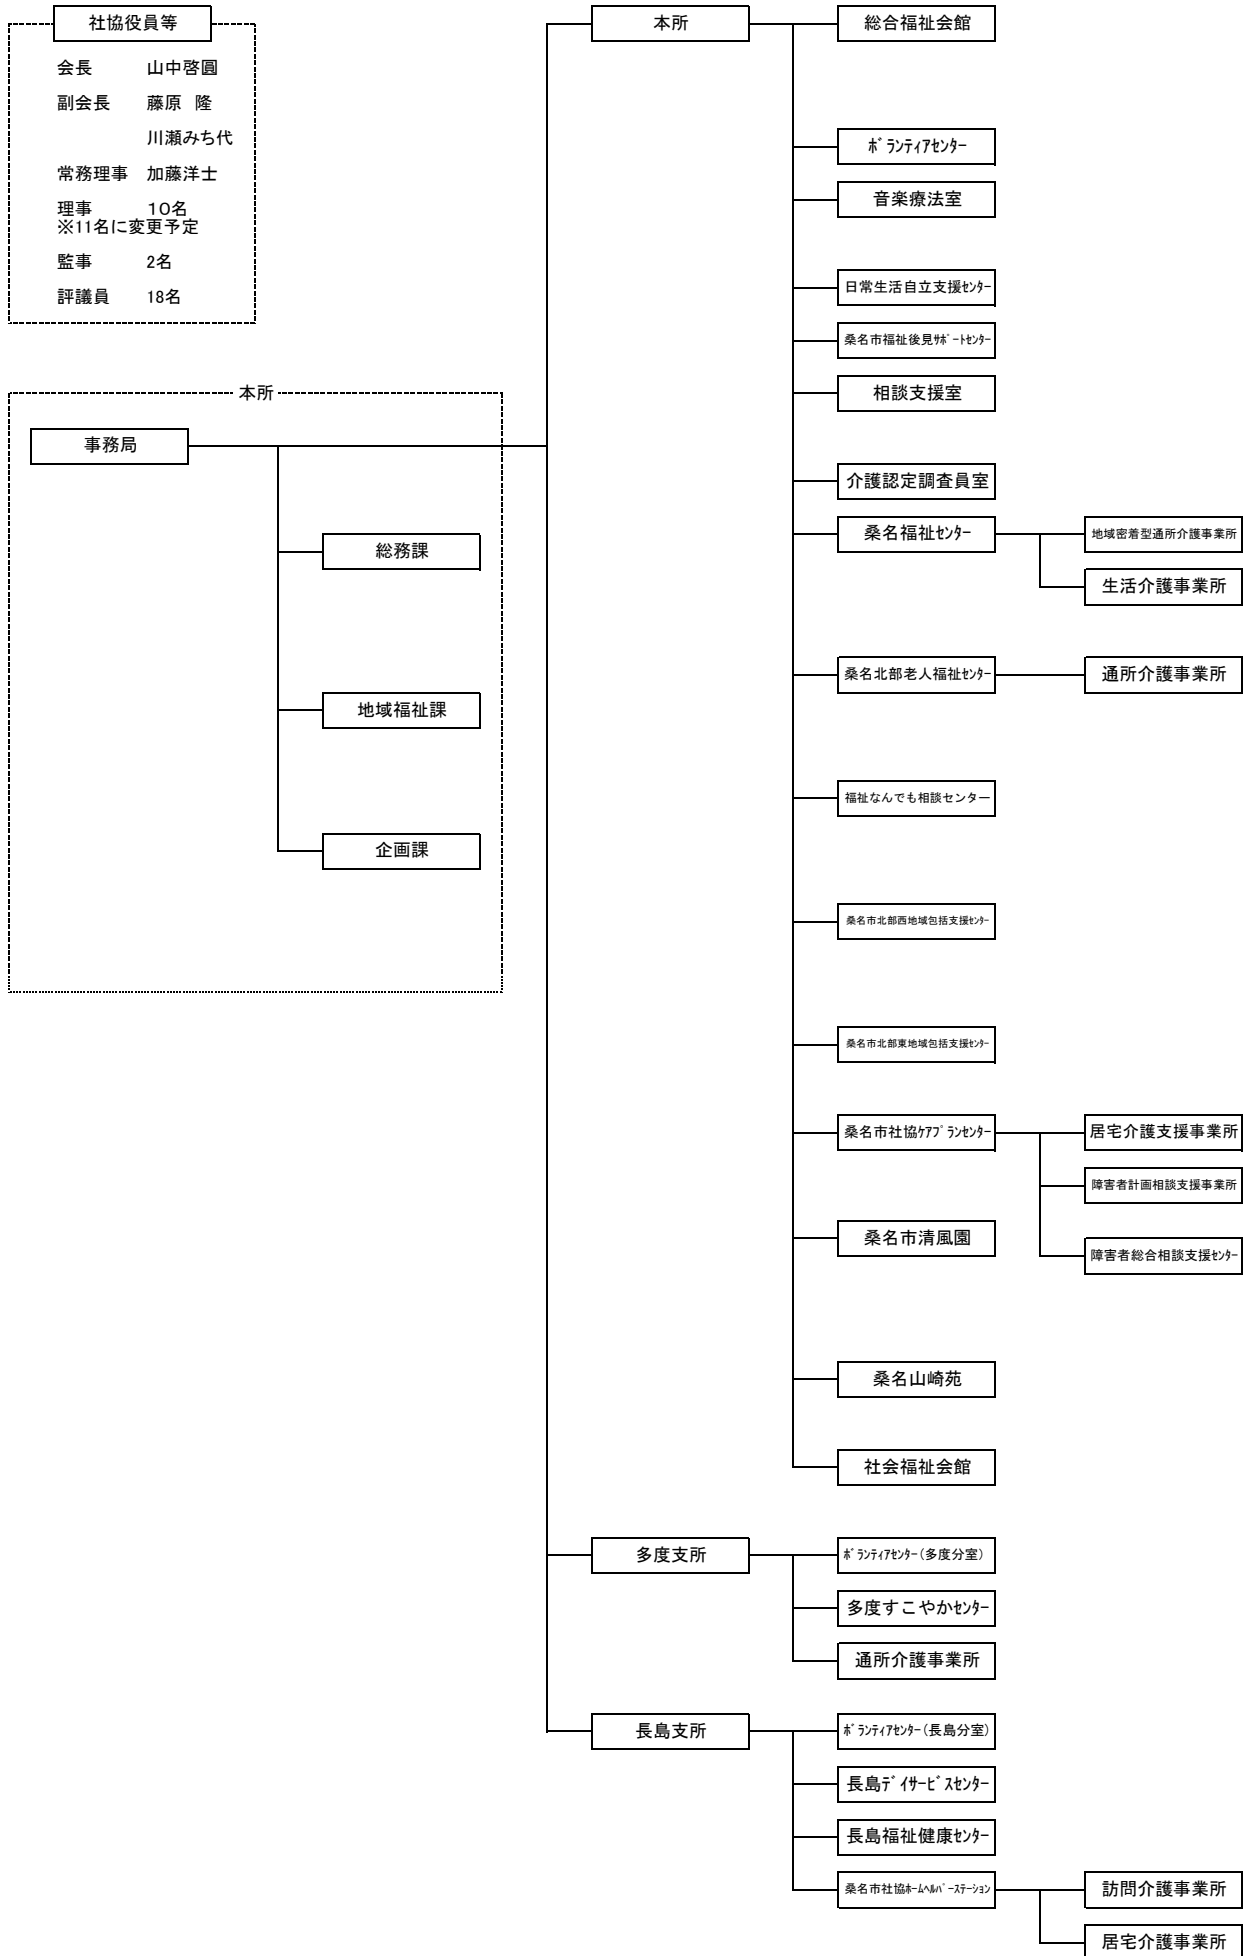 社協役員等
会長 山中啓圓
副会長 藤原 隆
川瀬みち代
常務理事 加藤洋士
理事 10名
※11名に変更予定
監事 2名
評議員 18名
本所
事務局
総務課
地域福祉課
企画課
本所
総合福祉会館
ﾎﾞﾗﾝﾃｨｱｾﾝﾀｰ
音楽療法室
日常生活自立支援ｾﾝﾀｰ
桑名市福祉後見ｻﾎﾟｰﾄｾﾝﾀｰ
相談支援室
介護認定調査員室
桑名福祉ｾﾝﾀｰ
地域密着型通所介護事業所
生活介護事業所
桑名北部老人福祉ｾﾝﾀｰ
通所介護事業所
福祉なんでも相談センター
桑名市北部西地域包括支援ｾﾝﾀｰ
桑名市北部東地域包括支援ｾﾝﾀｰ
桑名市社協ｹｱﾌﾟﾗﾝｾﾝﾀｰ
居宅介護支援事業所
障害者計画相談支援事業所
障害者総合相談支援ｾﾝﾀｰ
桑名市清風園
桑名山崎苑
社会福祉会館
多度支所
ﾎﾞﾗﾝﾃｨｱｾﾝﾀｰ(多度分室)
多度すこやかｾﾝﾀｰ
通所介護事業所
長島支所
ﾎﾞﾗﾝﾃｨｱｾﾝﾀｰ(長島分室)
長島ﾃﾞｲｻｰﾋﾞｽｾﾝﾀｰ
長島福祉健康ｾﾝﾀｰ
桑名市社協ﾎｰﾑﾍﾙﾊﾟｰｽﾃｰｼｮﾝ
訪問介護事業所
居宅介護事業所